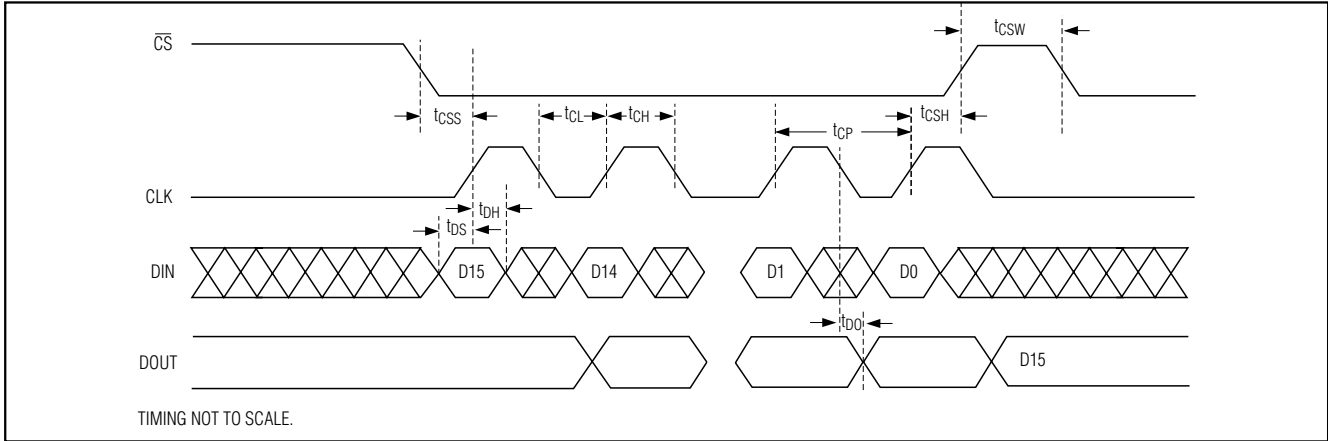 CS tCSW
tCSS tCL tCH tCP tCSH
CLK
tDS tDH
DIN D15 D14 D1 D0
tDO
DOUT D15
TIMING NOT TO SCALE.